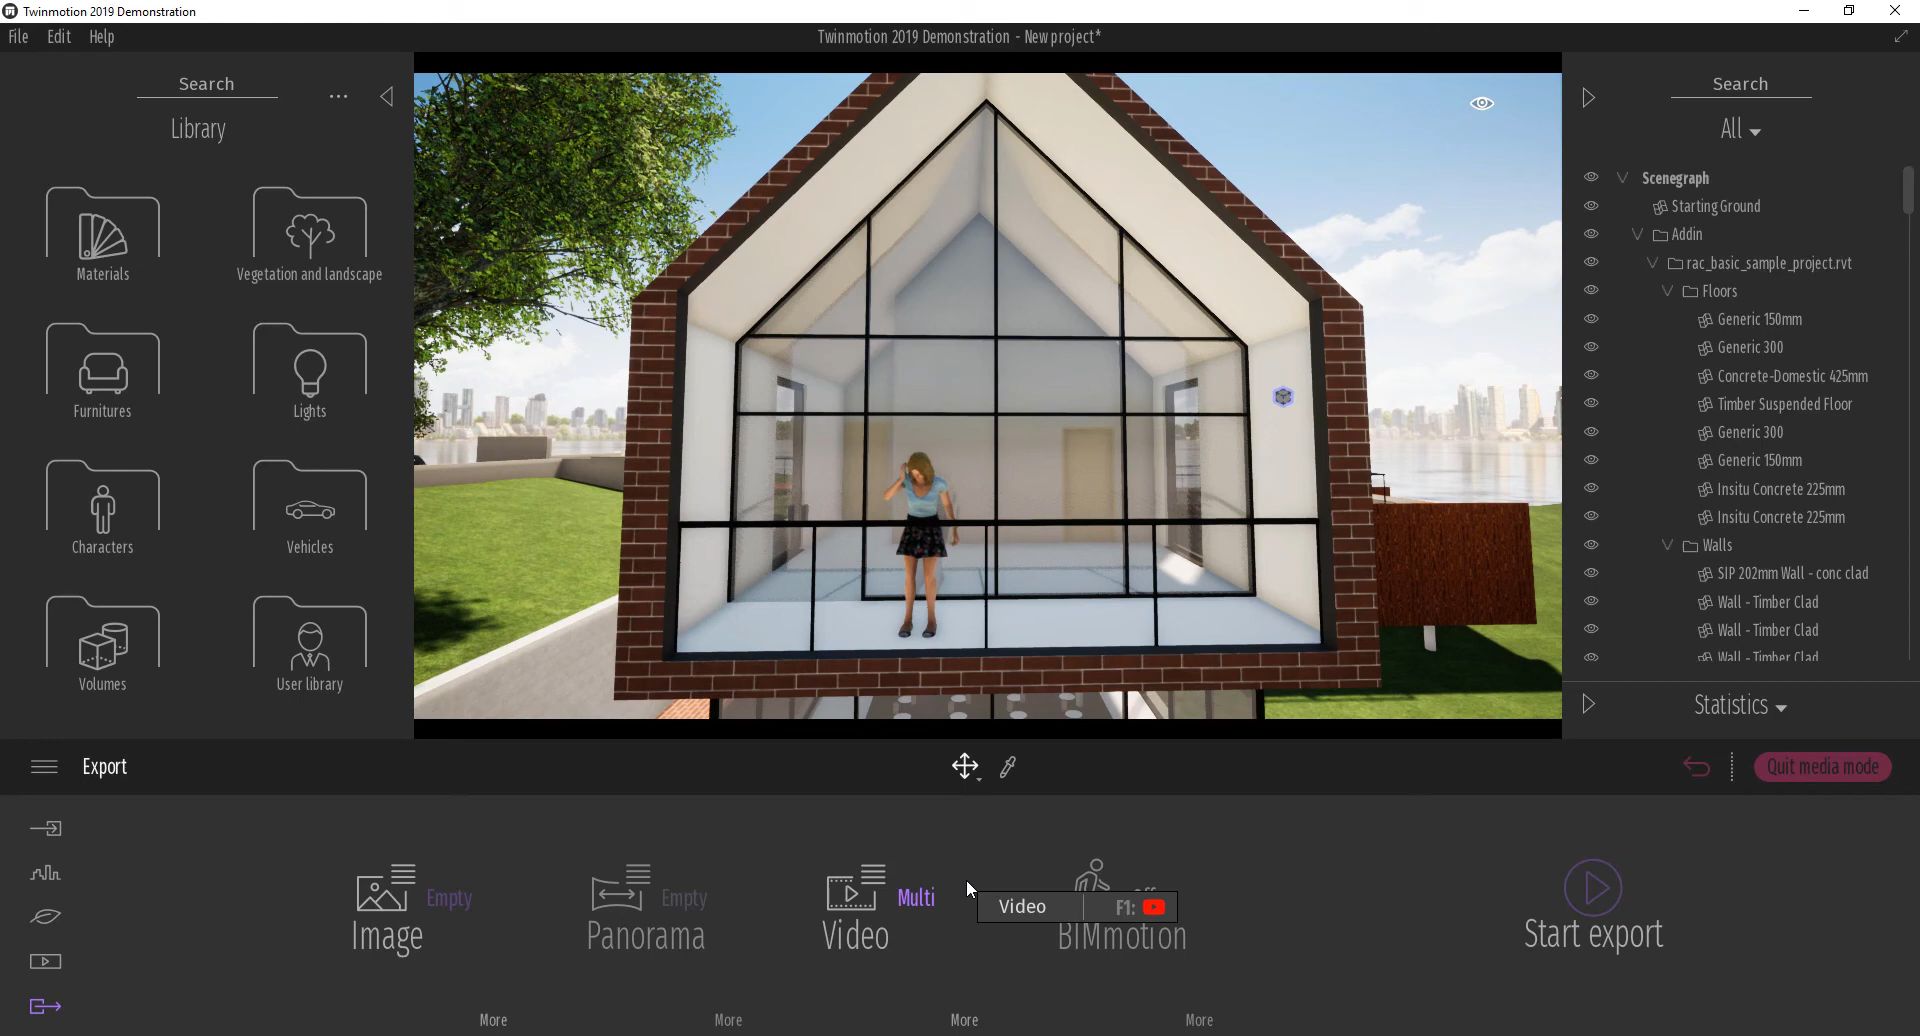 Twinmotion 2019 Demonstration
File Edit Help
Twinmotion 2019 Demonstration - New project*
Search
Library
Materials
Vegetation and landscape
Furnitures
Lights
Characters
Vehicles
Volumes
User library
Search
All
Scenegraph
Starting Ground
Addin
rac_basic_sample_project.rvt
Floors
Generic 150mm
Generic 300
Concrete-Domestic 425mm
Timber Suspended Floor
Generic 300
Generic 150mm
Insitu Concrete 225mm
Insitu Concrete 225mm
Walls
SIP 202mm Wall - conc clad
Wall - Timber Clad
Wall - Timber Clad
Wall - Timber Clad
Statistics
Export
Quit media mode
Empty
Image
Empty
Panorama
Multi
Video
Video F1:
BIMmotion
Start export
More
More
More
More